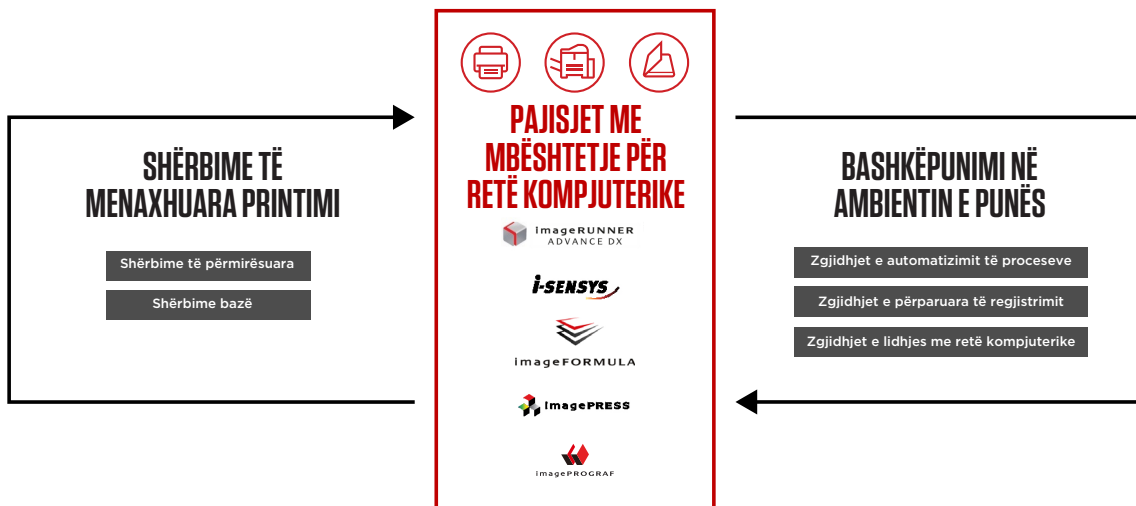 SHËRBIME TË
MENAXHUARA PRINTIMI
Shërbime të përmirësuara
Shërbime bazë
PAJISJET ME
MBËSHTETJE PËR
RETË KOMPJUTERIKE
imageRUNNER
ADVANCE DX
i-SENSYS
imageFORMULA
imagePRESS
imagePROGRAF
BASHKËPUNIMI NË
AMBIENTIN E PUNËS
Zgjidhjet e automatizimit të proceseve
Zgjidhjet e përparuara të regjistrimit
Zgjidhjet e lidhjes me retë kompjuterike